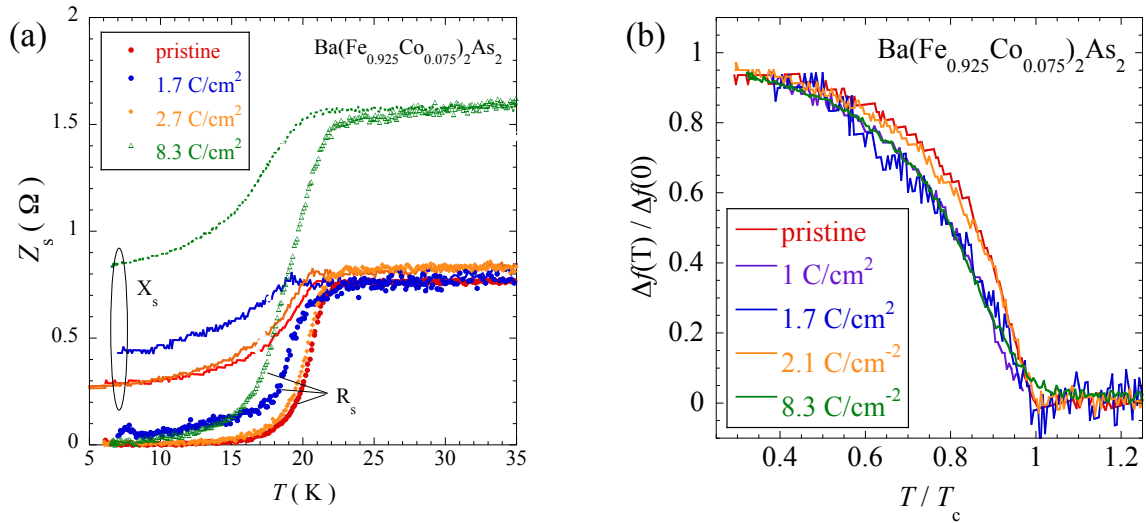 (a)
pristine
1.7 C/cm²
2.7 C/cm²
8.3 C/cm²
Ba(Fe₀.₉₂₅Co₀.₀₇₅)₂As₂
Xₛ
Rₛ
Zₛ ( Ω )
2
1.5
1
0.5
0
5
10
15
20
25
30
35
T ( K )
(b)
Ba(Fe₀.₉₂₅Co₀.₀₇₅)₂As₂
pristine
1 C/cm²
1.7 C/cm²
2.1 C/cm⁻²
8.3 C/cm⁻²
Δf(T) / Δf(0)
1
0.8
0.6
0.4
0.2
0
0.4
0.6
0.8
1
1.2
T / T꜀